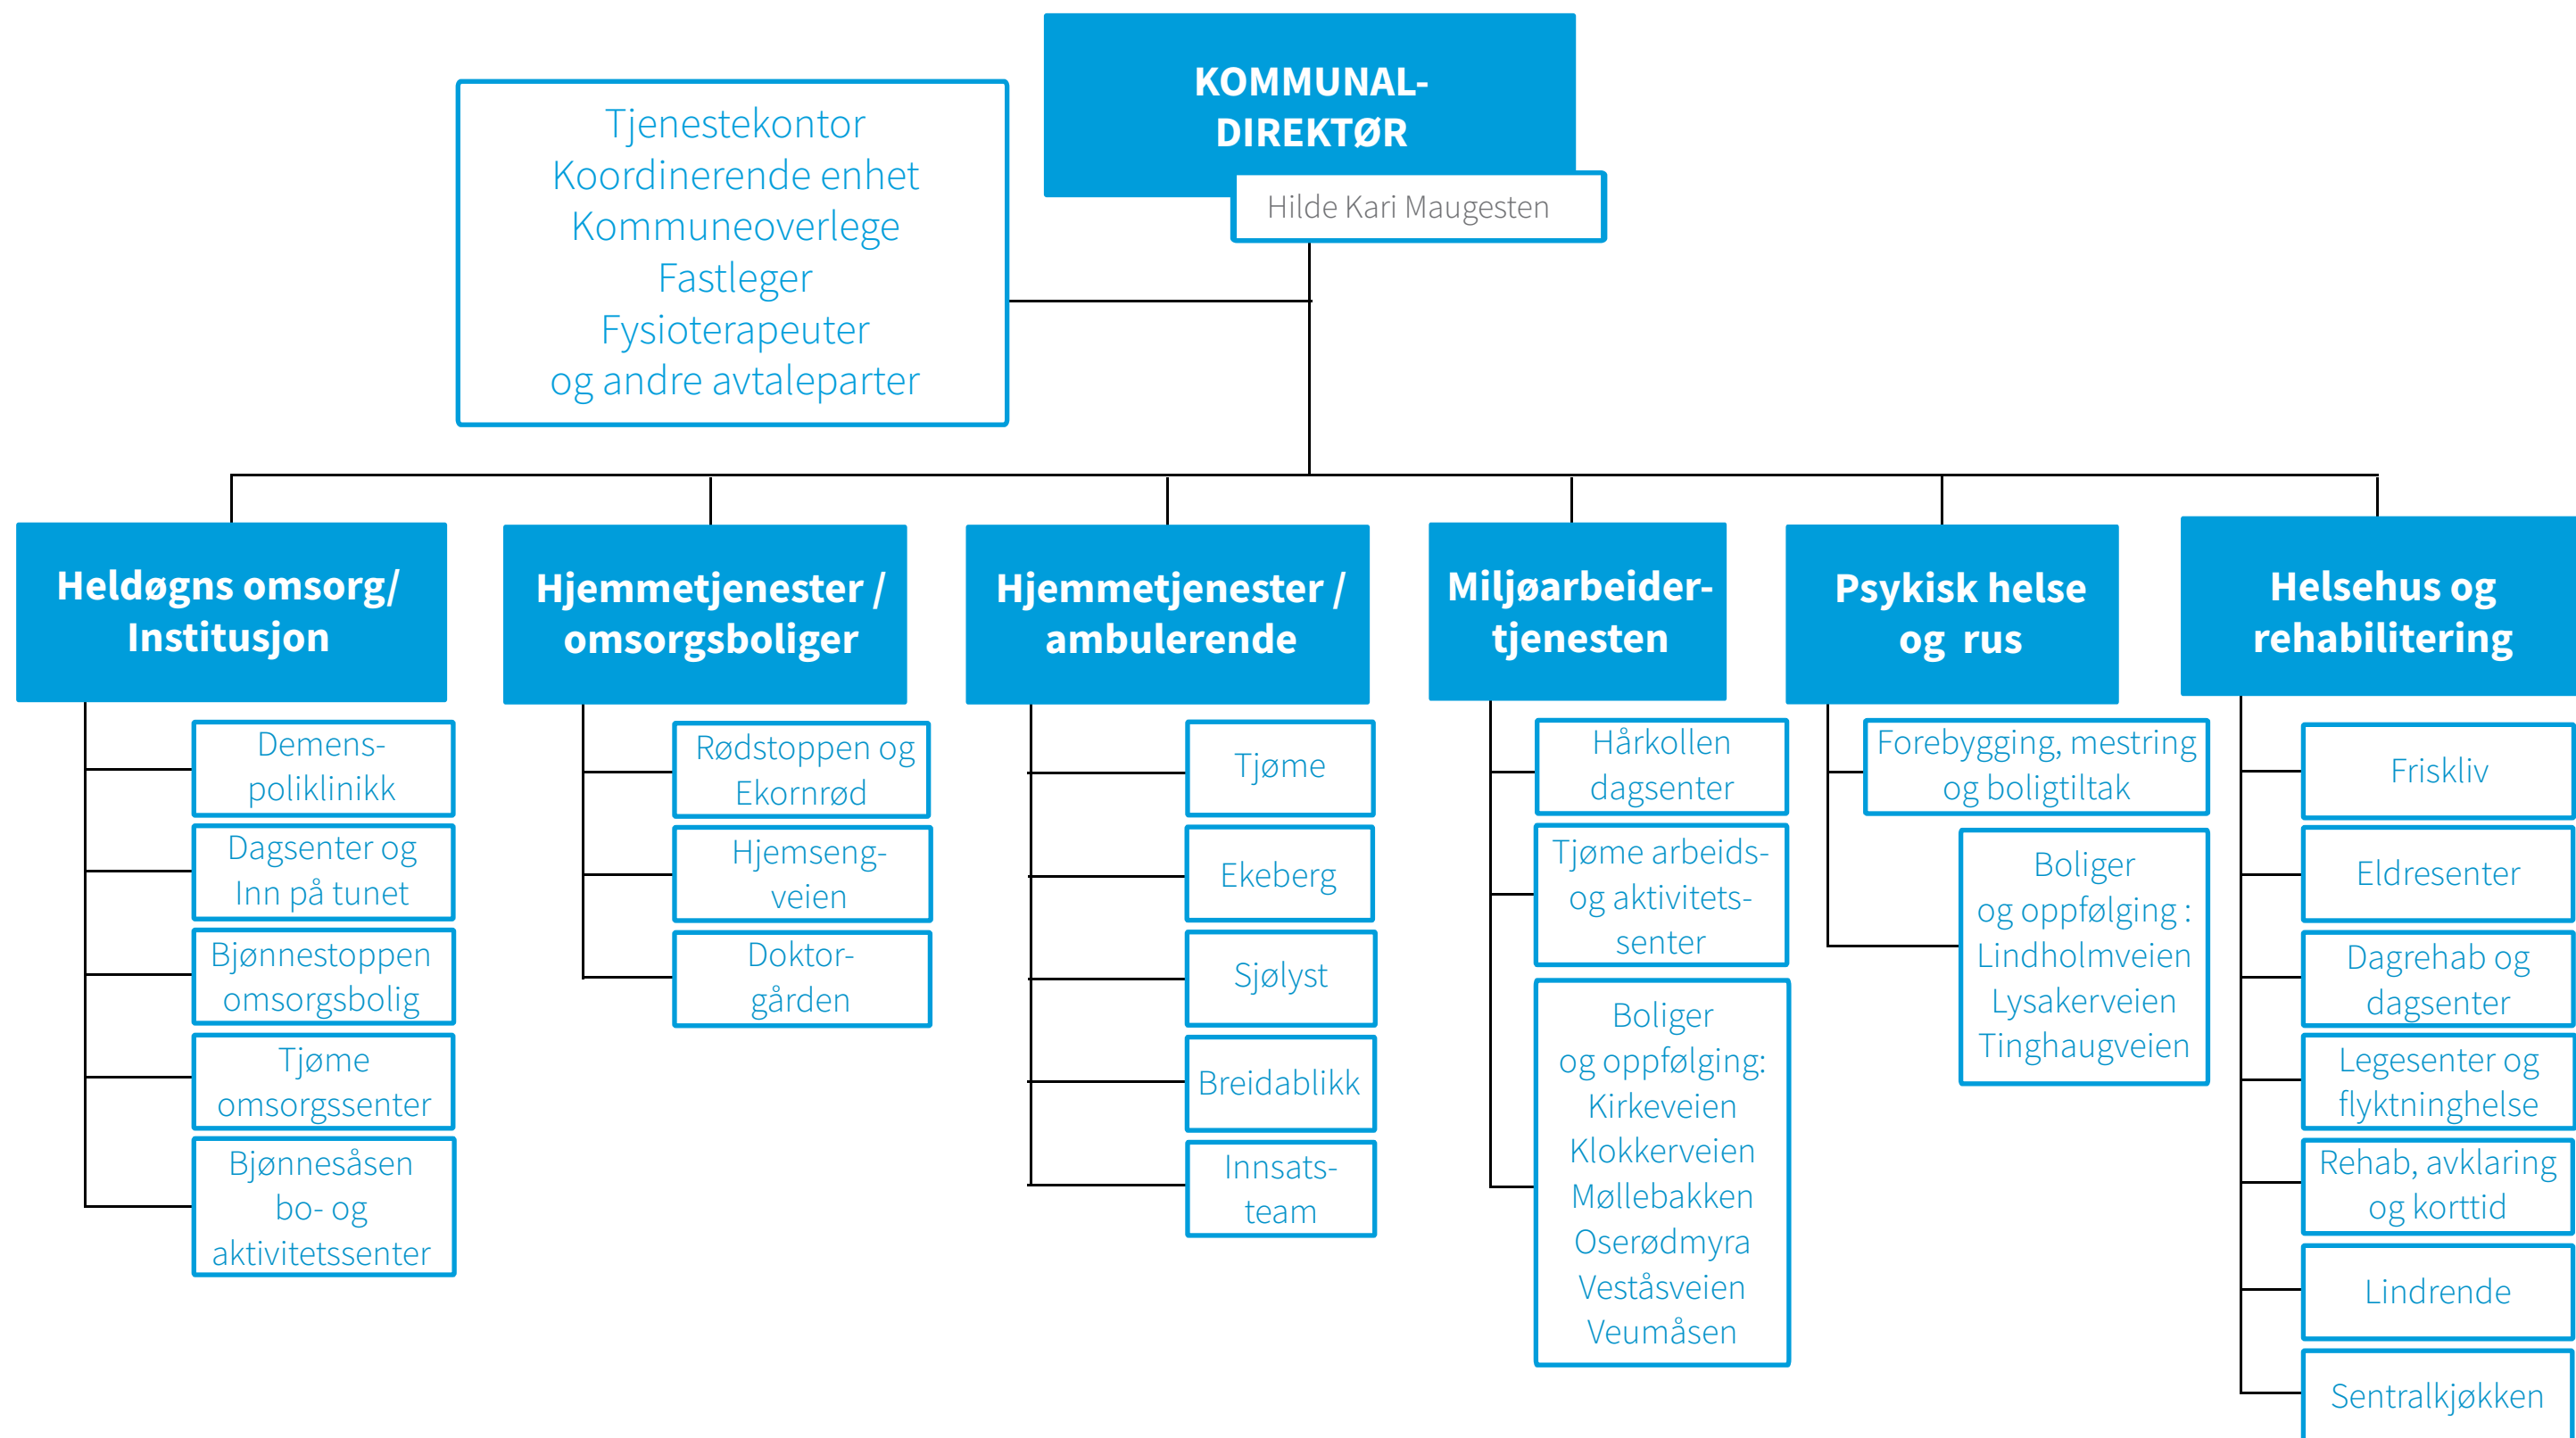 KOMMUNAL-
DIREKTØR
Hilde Kari Maugesten
Tjenestekontor
Koordinerende enhet
Kommuneoverlege
Fastleger
Fysioterapeuter
og andre avtaleparter
Heldøgns omsorg/
Institusjon
Demens-
poliklinikk
Dagsenter og
Inn på tunet
Bjønnestoppen
omsorgsbolig
Tjøme
omsorgssenter
Bjønnesåsen
bo- og
aktivitetssenter
Hjemmetjenester /
omsorgsboliger
Rødstoppen og
Ekornrød
Hjemseng-
veien
Doktor-
gården
Hjemmetjenester /
ambulerende
Tjøme
Ekeberg
Sjølyst
Breidablikk
Innsats-
team
Miljøarbeider-
tjenesten
Hårkollen
dagsenter
Tjøme arbeids-
og aktivitets-
senter
Boliger
og oppfølging:
Kirkeveien
Klokkerveien
Møllebakken
Oserødmyra
Veståsveien
Veumåsen
Psykisk helse
og rus
Forebygging, mestring
og boligtiltak
Boliger
og oppfølging :
Lindholmveien
Lysakerveien
Tinghaugveien
Helsehus og
rehabilitering
Friskliv
Eldresenter
Dagrehab og
dagsenter
Legesenter og
flyktninghelse
Rehab, avklaring
og korttid
Lindrende
Sentralkjøkken